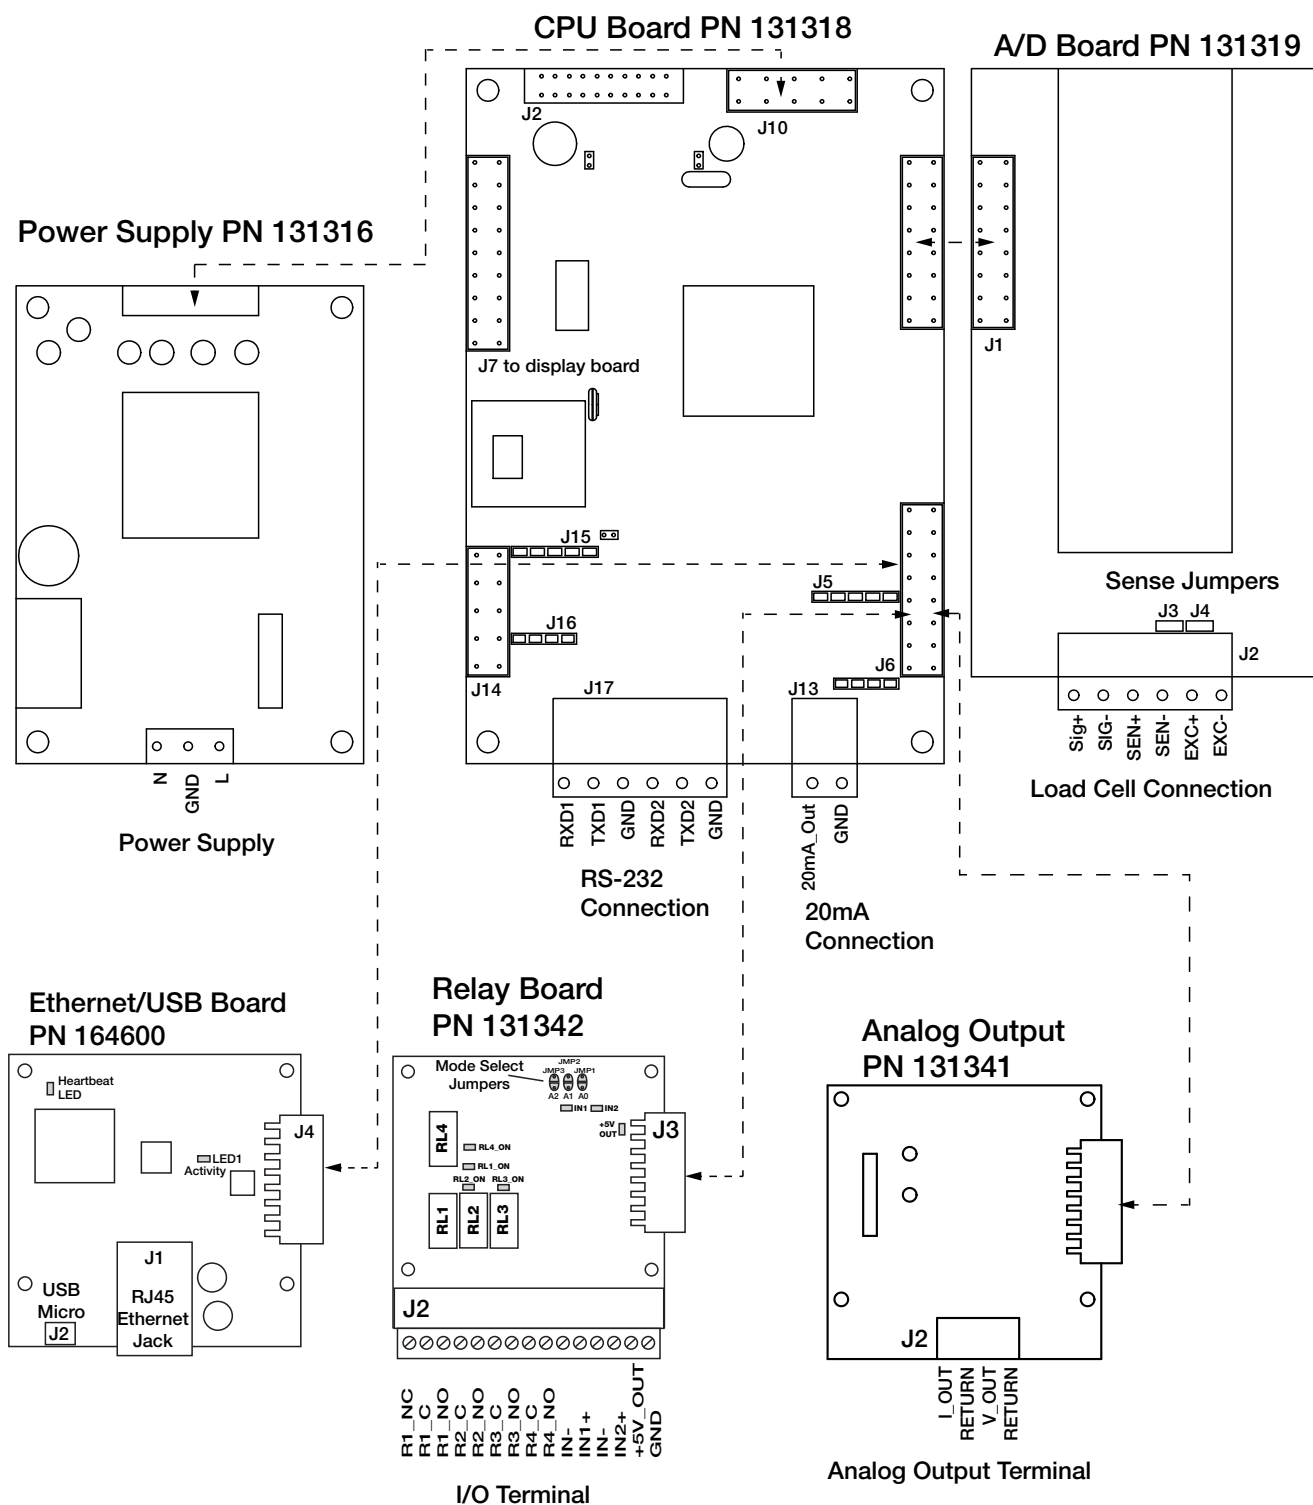 CPU Board PN 131318
A/D Board PN 131319
J2
J10
Power Supply PN 131316
J1
J7 to display board
J15
J5
Sense Jumpers
J3 J4
J16
J2
J6
J14
J17
J13
Sig+
SIG-
SEN+
SEN-
EXC+
EXC-
N
GND
L
Load Cell Connection
RXD1
TXD1
GND
RXD2
TXD2
GND
20mA_Out
GND
Power Supply
RS-232
Connection
20mA
Connection
Ethernet/USB Board
PN 164600
Heartbeat
LED
J4
LED1
Activity
J1
USB
Micro
J2
RJ45
Ethernet
Jack
Relay Board
PN 131342
Mode Select
Jumpers
JMP2
JMP3 JMP1
A2 A1 A0
IN1 IN2
+5V
OUT
J3
RL4
RL4_ON
RL1_ON
RL2_ON RL3_ON
RL1
RL2
RL3
J2
R1_NC
R1_C
R1_NO
R2_C
R2_NO
R3_C
R3_NO
R4_C
R4_NO
IN-
IN1+
IN-
IN2+
+5V_OUT
GND
I/O Terminal
Analog Output
PN 131341
J2
I_OUT
RETURN
V_OUT
RETURN
Analog Output Terminal